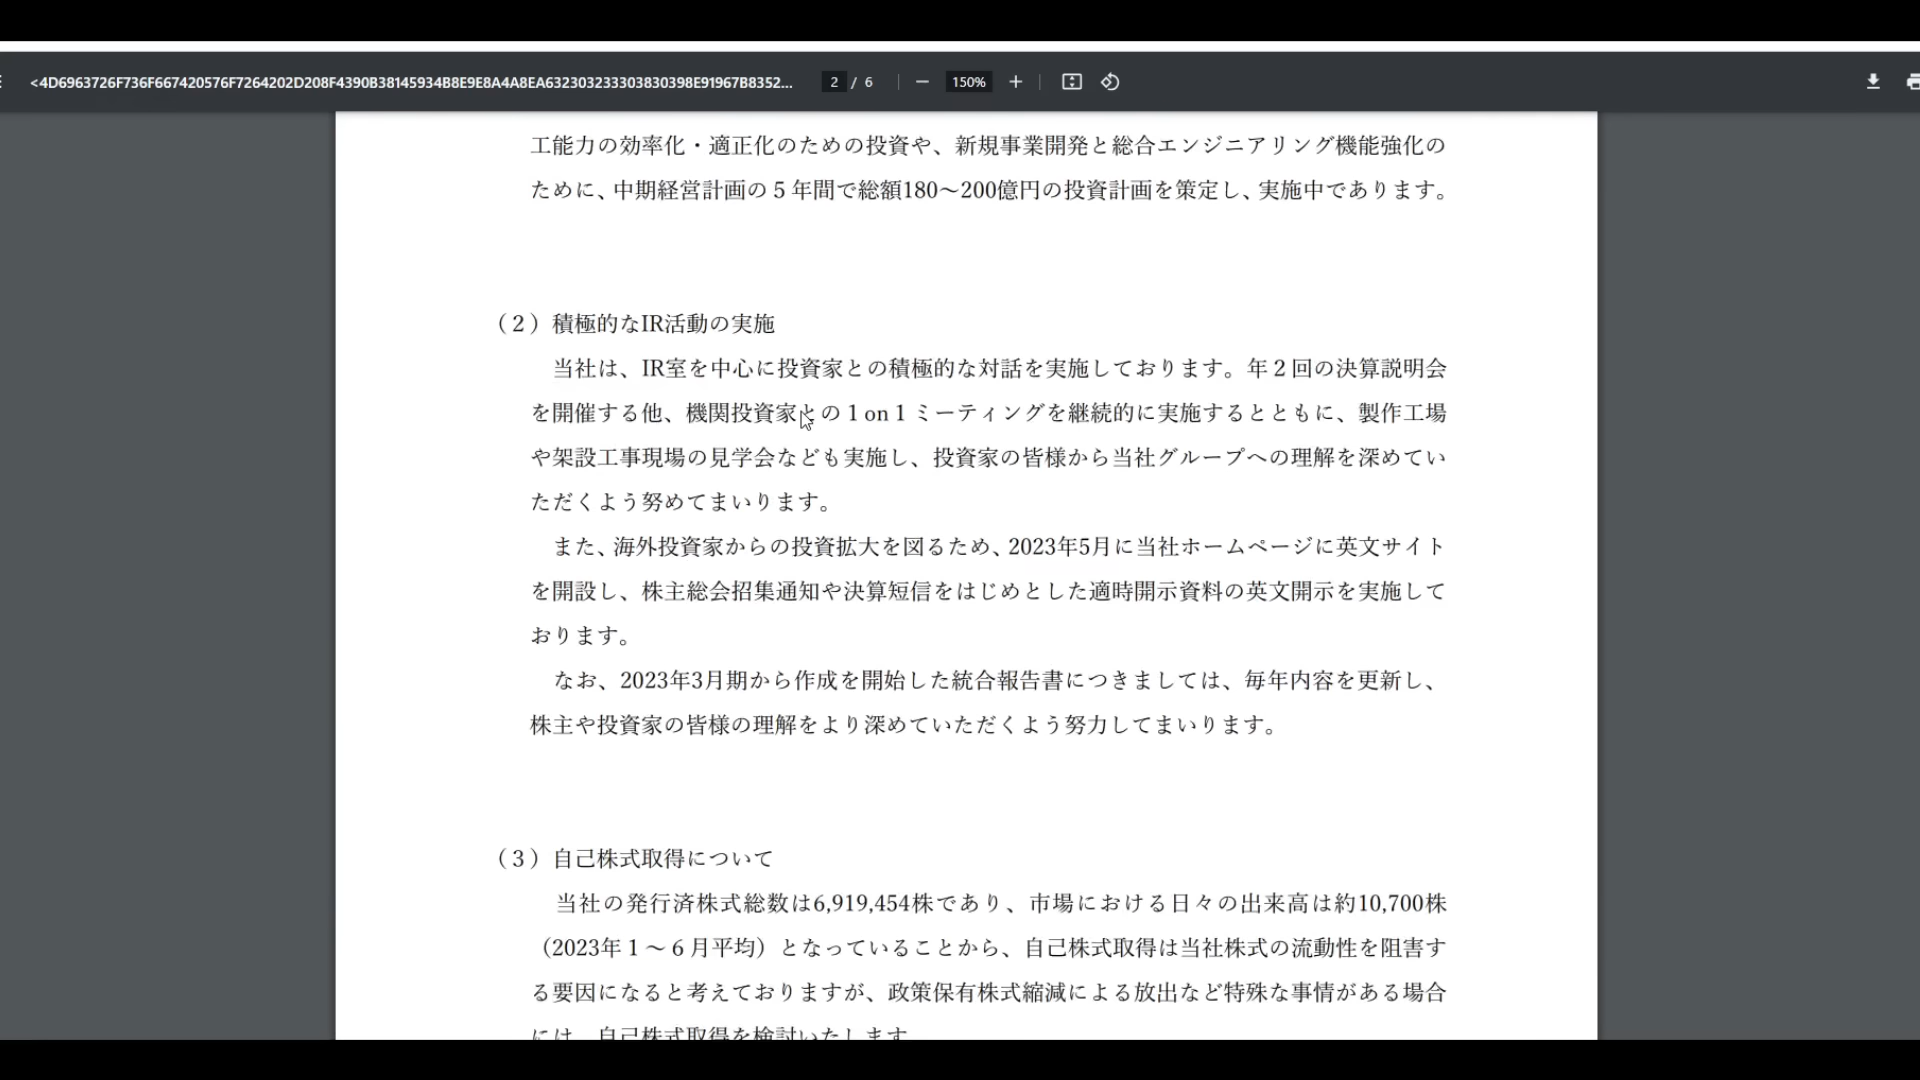 <4D6963726F736F667420576F7264202D208F4390B38145934B8E9E8A4A8EA632303233303830398E91967B8352...
2 / 6
150%
工能力の効率化・適正化のための投資や、新規事業開発と総合エンジニアリング機能強化の
ために、中期経営計画の５年間で総額180～200億円の投資計画を策定し、実施中であります。
（２）積極的なIR活動の実施
当社は、IR室を中心に投資家との積極的な対話を実施しております。年２回の決算説明会
を開催する他、機関投資家との１on１ミーティングを継続的に実施するとともに、製作工場
や架設工事現場の見学会なども実施し、投資家の皆様から当社グループへの理解を深めてい
ただくよう努めてまいります。
また、海外投資家からの投資拡大を図るため、2023年5月に当社ホームページに英文サイト
を開設し、株主総会招集通知や決算短信をはじめとした適時開示資料の英文開示を実施して
おります。
なお、2023年3月期から作成を開始した統合報告書につきましては、毎年内容を更新し、
株主や投資家の皆様の理解をより深めていただくよう努力してまいります。
（３）自己株式取得について
当社の発行済株式総数は6,919,454株であり、市場における日々の出来高は約10,700株
（2023年１～６月平均）となっていることから、自己株式取得は当社株式の流動性を阻害す
る要因になると考えておりますが、政策保有株式縮減による放出など特殊な事情がある場合
には、自己株式取得を検討いたします